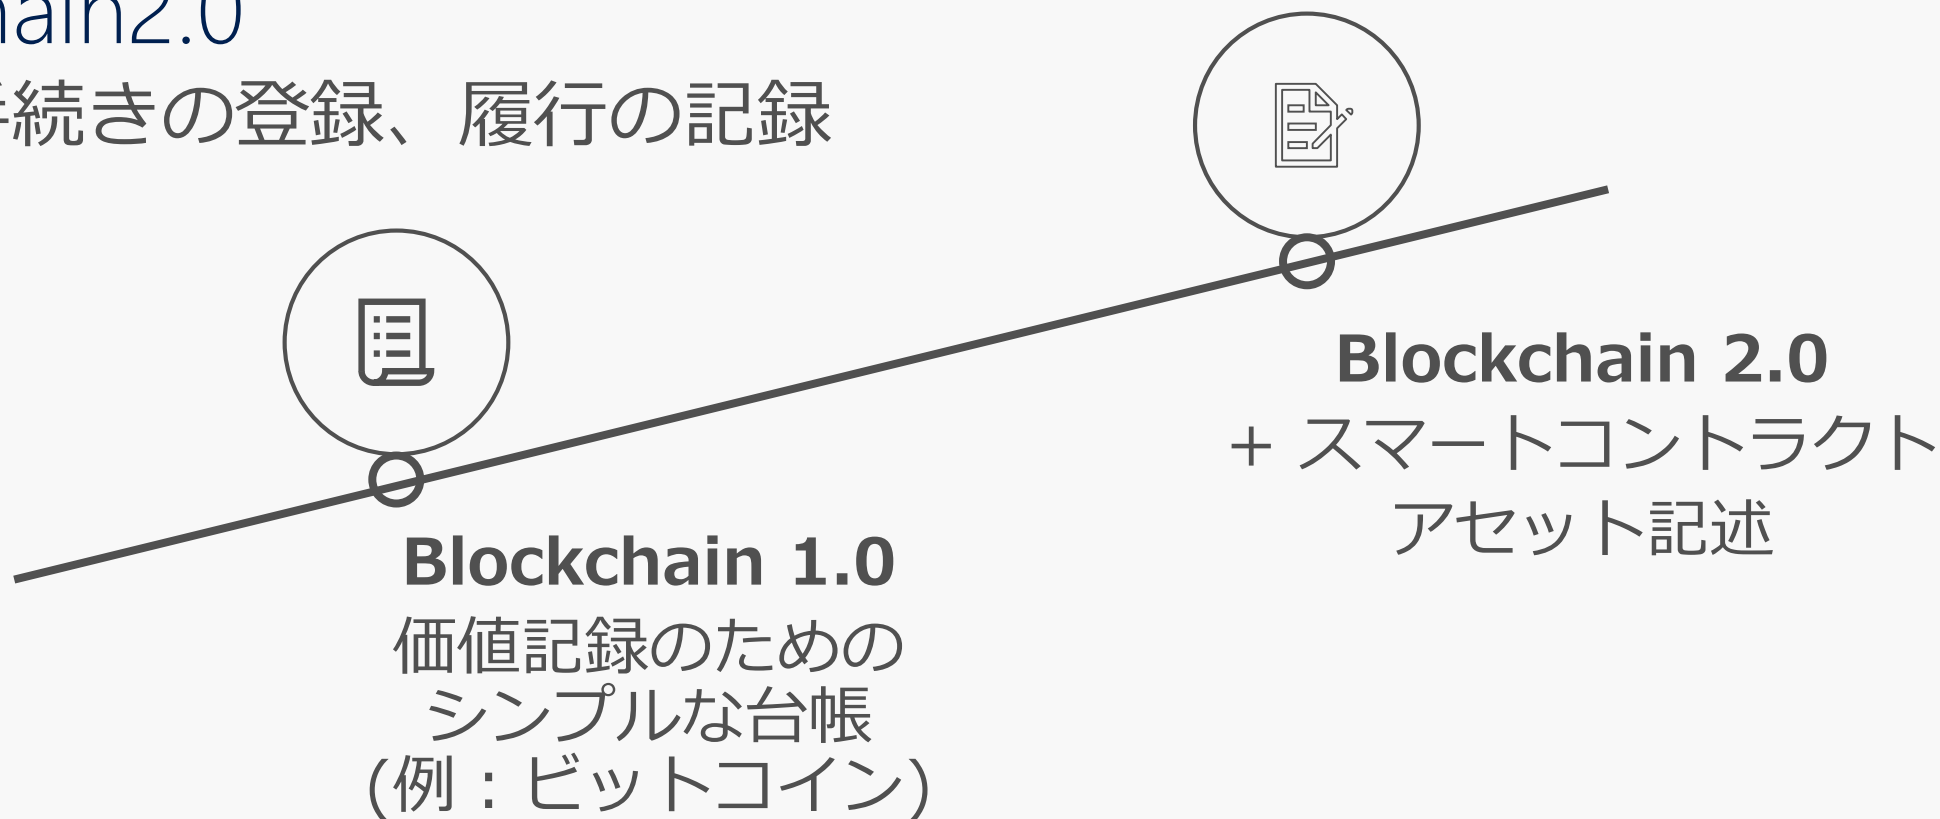 hain2.0
手続きの登録、履行の記録
Blockchain 2.0
+ スマートコントラクト
アセット記述
Blockchain 1.0
価値記録のための
シンプルな台帳
(例：ビットコイン)